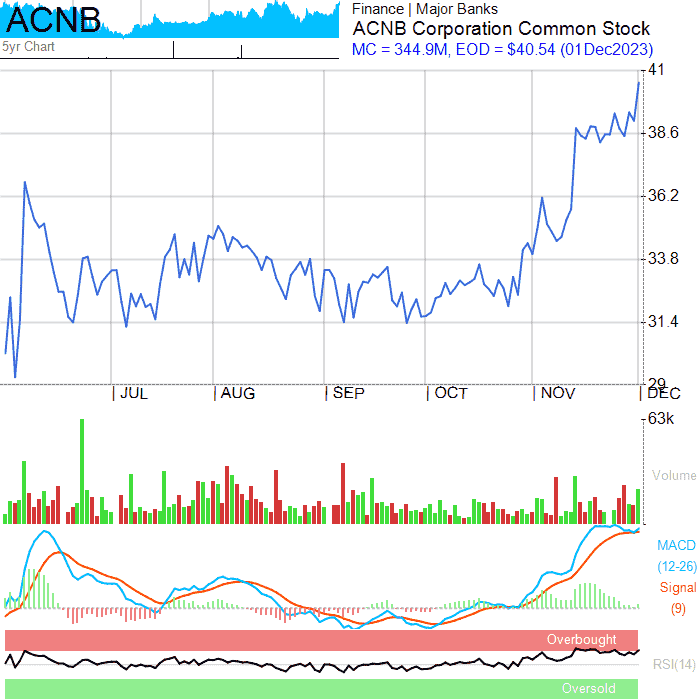 ACNB
5yr Chart
Finance | Major Banks
ACNB Corporation Common Stock
MC = 344.9M, EOD = $40.54 (01Dec2023)
41
38.6
36.2
33.8
31.4
29
JUL
AUG
SEP
OCT
NOV
DEC
63k
Volume
MACD
(12-26)
Signal
(9)
Overbought
RSI(14)
Oversold